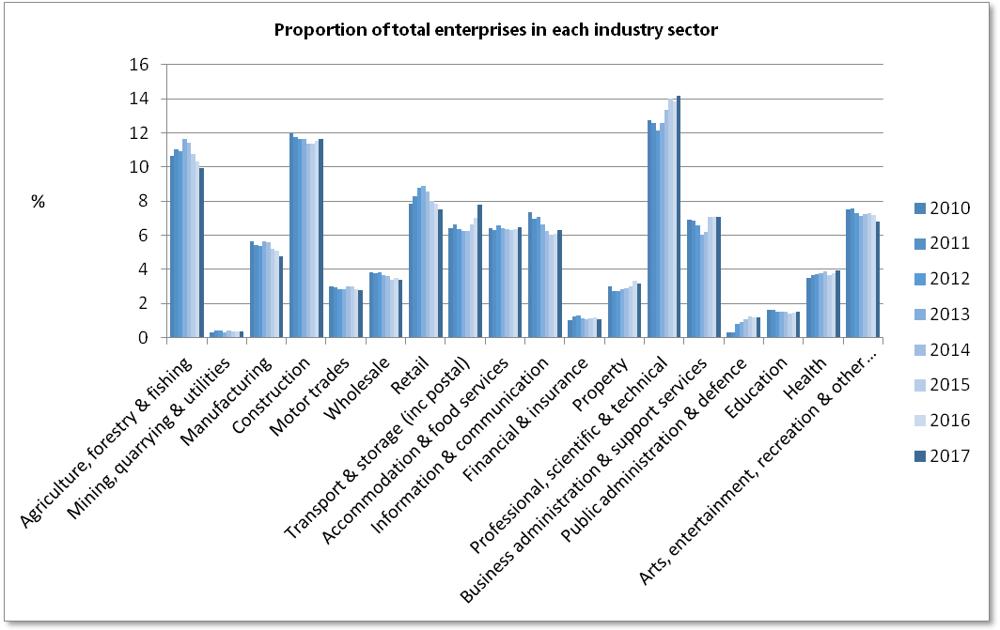 Proportion of total enterprises in each industry sector
16
14
12
10
8
6
4
2
0
%
Agriculture, forestry & fishing
Mining, quarrying & utilities
Manufacturing
Construction
Motor trades
Wholesale
Retail
Transport & storage (inc postal)
Accommodation & food services
Information & communication
Financial & insurance
Property
Professional, scientific & technical
Business administration & support services
Public administration & defence
Education
Health
Arts, entertainment, recreation & other...
2010
2011
2012
2013
2014
2015
2016
2017